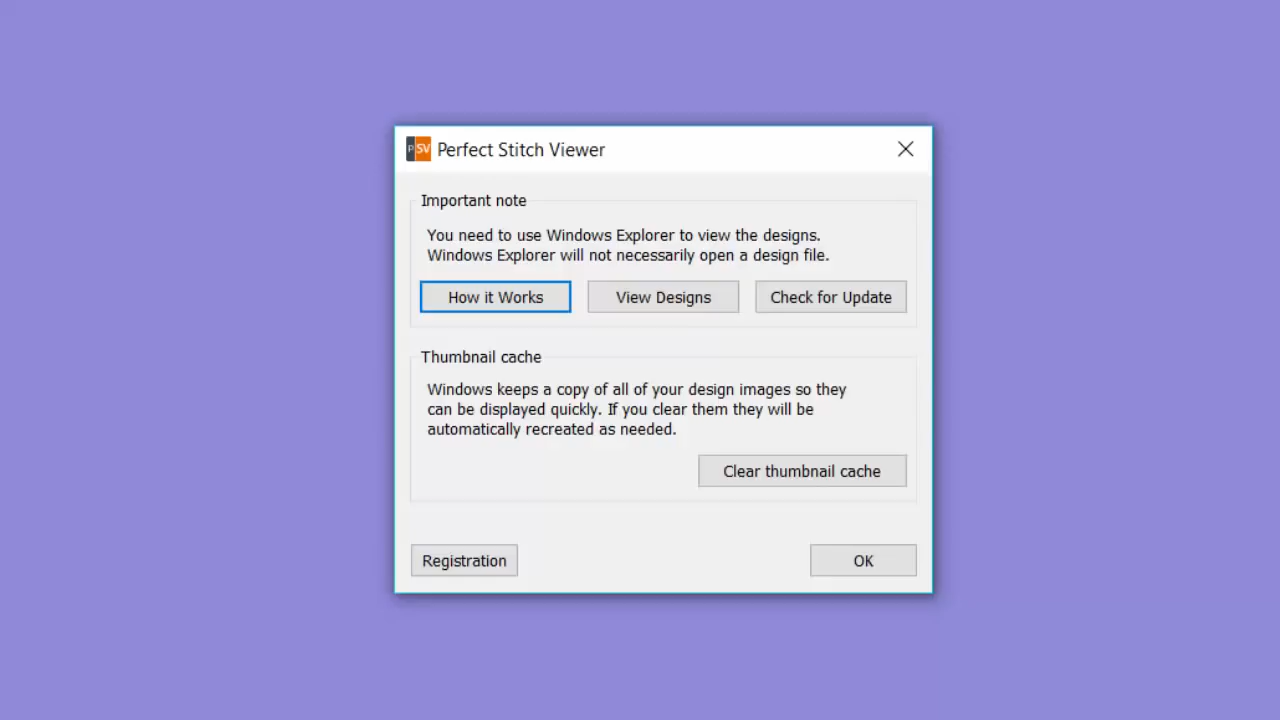 PSV Perfect Stitch Viewer
Important note
You need to use Windows Explorer to view the designs.
Windows Explorer will not necessarily open a design file.
How it Works View Designs Check for Update
Thumbnail cache
Windows keeps a copy of all of your design images so they
can be displayed quickly. If you clear them they will be
automatically recreated as needed.
Clear thumbnail cache
Registration OK